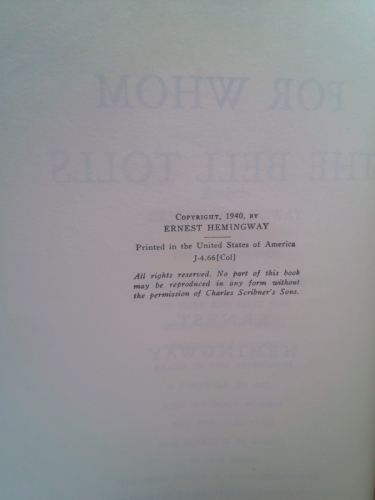 FOR WHOM
THE BELL TOLLS
COPYRIGHT, 1940, BY
ERNEST HEMINGWAY
Printed in the United States of America
J-4.66[Col]
All rights reserved. No part of this book
may be reproduced in any form without
the permission of Charles Scribner's Sons.
ERNEST
HEMINGWAY